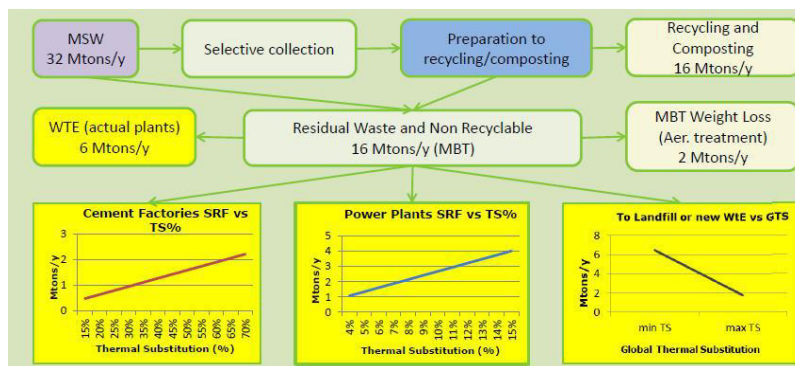 MSW
32 Mtons/y
Selective collection
Preparation to
recycling/composting
Recycling and
Composting
16 Mtons/y
WTE (actual plants)
6 Mtons/y
Residual Waste and Non Recyclable
16 Mtons/y (MBT)
MBT Weight Loss
(Aer. treatment)
2 Mtons/y
Cement Factories SRF vs
TS%
Mtons/y
3
2
1
0
15%
20%
25%
30%
35%
40%
45%
50%
55%
60%
65%
70%
Thermal Substitution (%)
Power Plants SRF vs TS%
Mtons/y
5
4
3
2
1
0
4%
5%
6%
7%
8%
9%
10%
11%
12%
13%
14%
15%
Thermal Substitution (%)
To Landfill or new WtE vs GTS
Mtons/y
8
6
4
2
0
min TS
max TS
Global Thermal Substitution